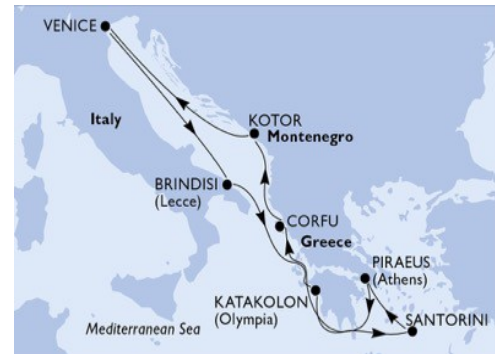 VENICE
Italy
KOTOR
Montenegro
BRINDISI
(Lecce)
CORFU
Greece
PIRAEUS
(Athens)
KATAKOLON
(Olympia)
SANTORINI
Mediterranean Sea